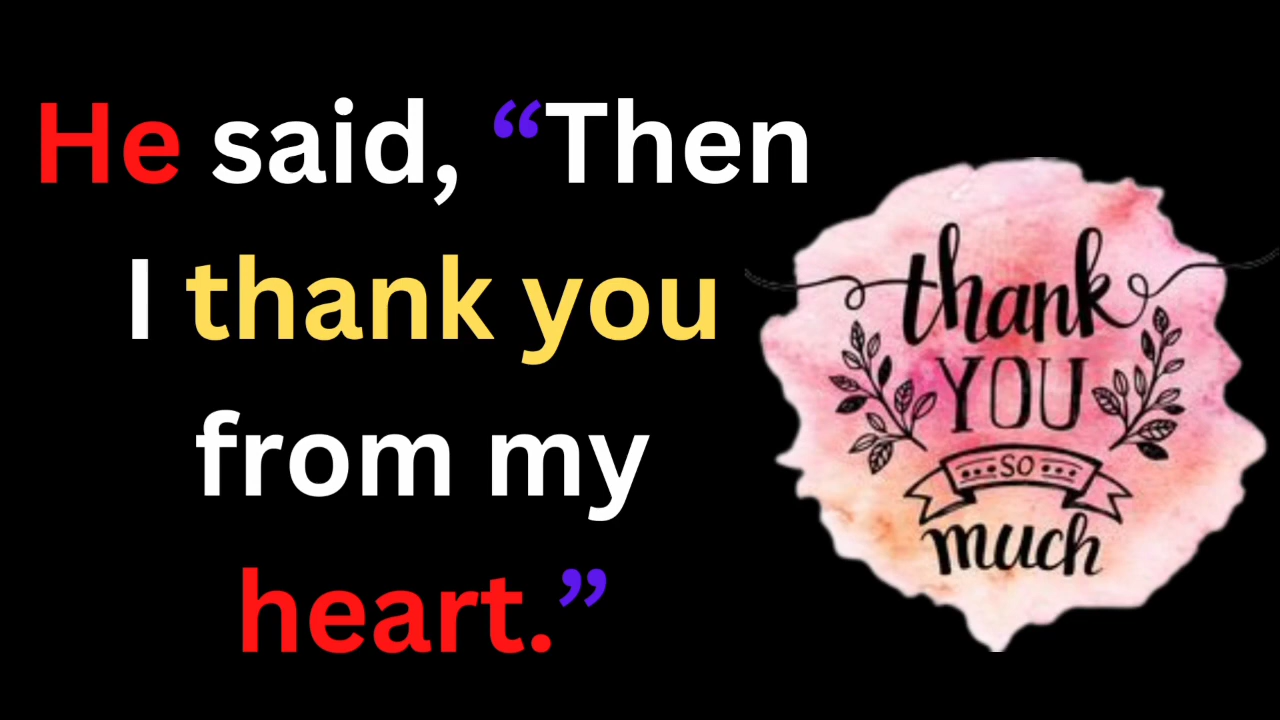 He said, “Then
I thank you
from my
heart.”
thank
YOU
SO
much